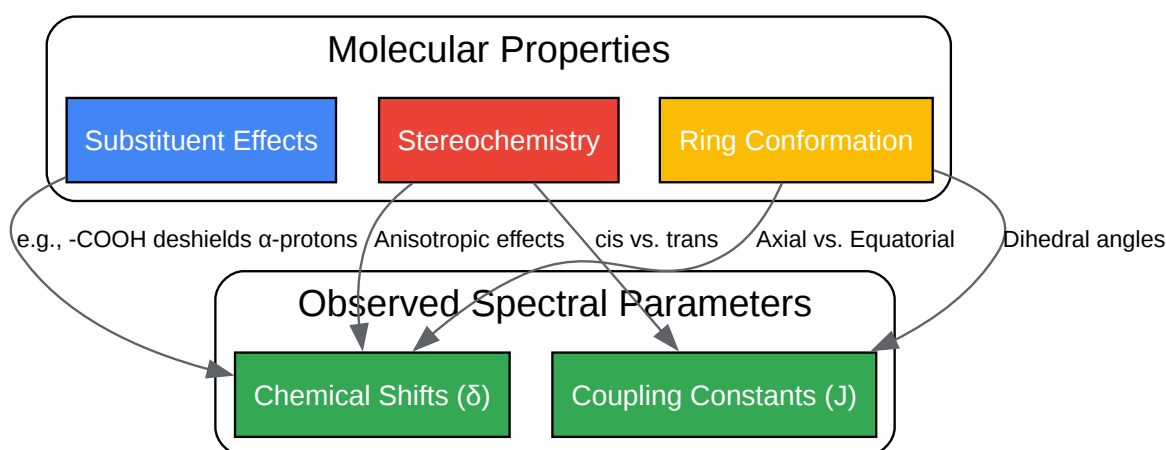 Molecular Properties
Substituent Effects
Stereochemistry
Ring Conformation
e.g., -COOH deshields α-protons
Anisotropic effects
cis vs. trans
Axial vs. Equatorial
Dihedral angles
Observed Spectral Parameters
Chemical Shifts (δ)
Coupling Constants (J)